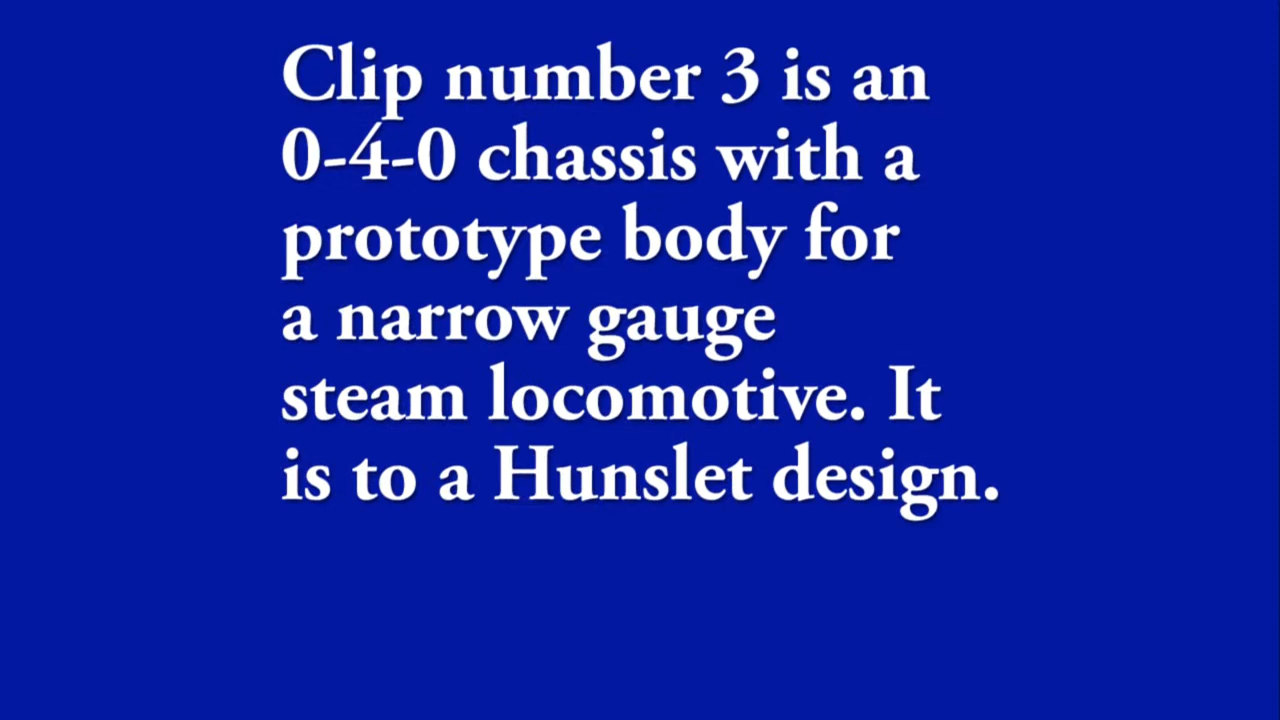 Clip number 3 is an
0-4-0 chassis with a
prototype body for
a narrow gauge
steam locomotive. It
is to a Hunslet design.